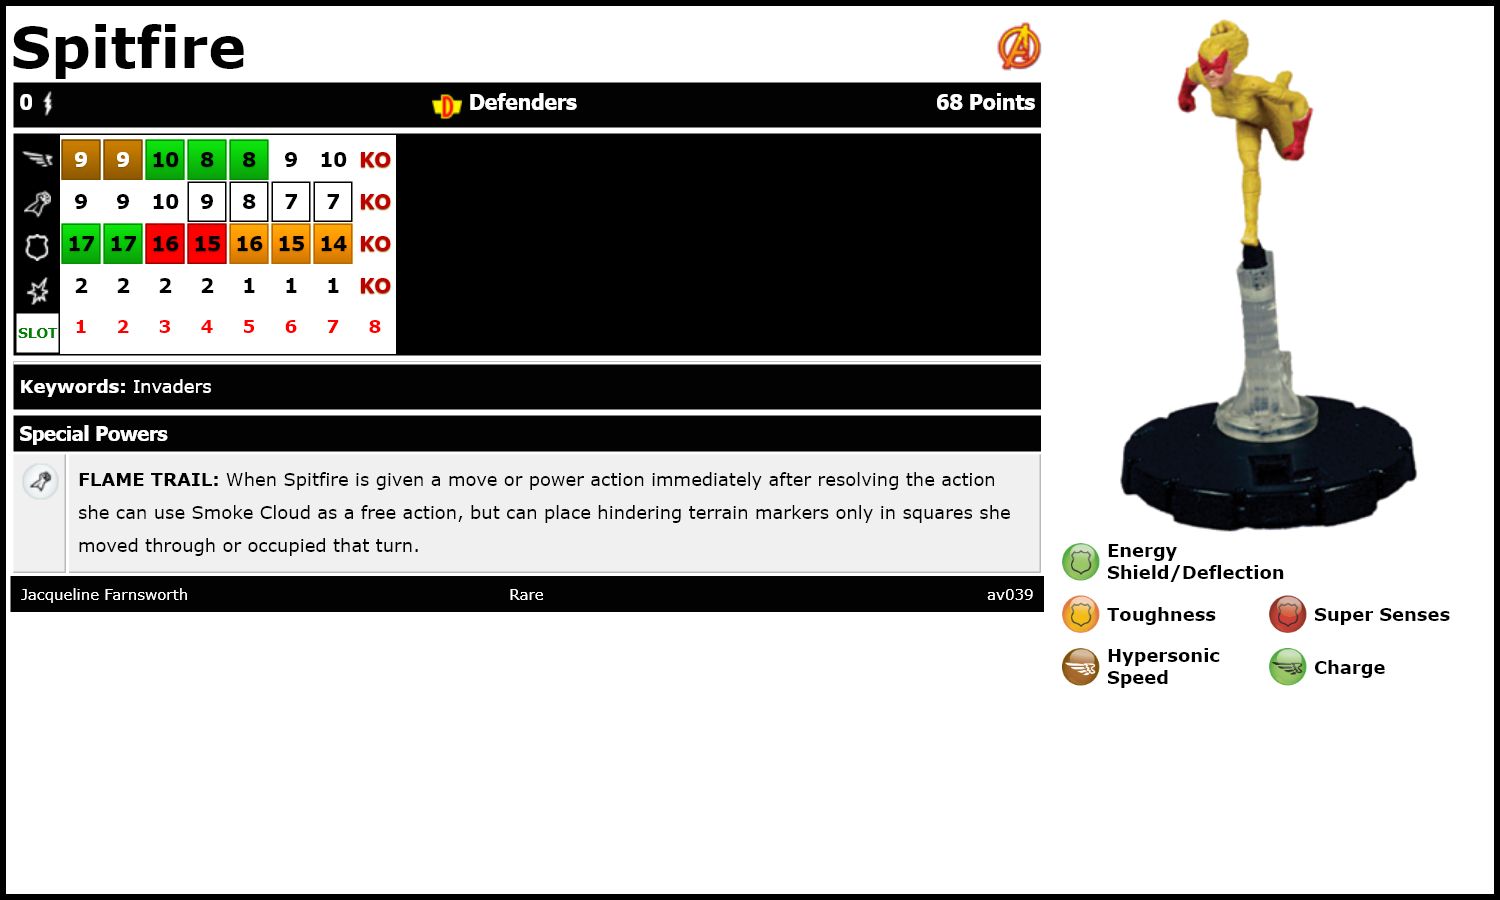 Spitfire
0 Defenders 68 Points
9 9 10 8 8 9 10 KO
9 9 10 9 8 7 7 KO
17 17 16 15 16 15 14 KO
2 2 2 2 1 1 1 KO
SLOT 1 2 3 4 5 6 7 8
Keywords: Invaders
Special Powers
FLAME TRAIL: When Spitfire is given a move or power action immediately after resolving the action
she can use Smoke Cloud as a free action, but can place hindering terrain markers only in squares she
moved through or occupied that turn.
Jacqueline Farnsworth Rare av039
Energy
Shield/Deflection
Toughness Super Senses
Hypersonic
Speed
Charge